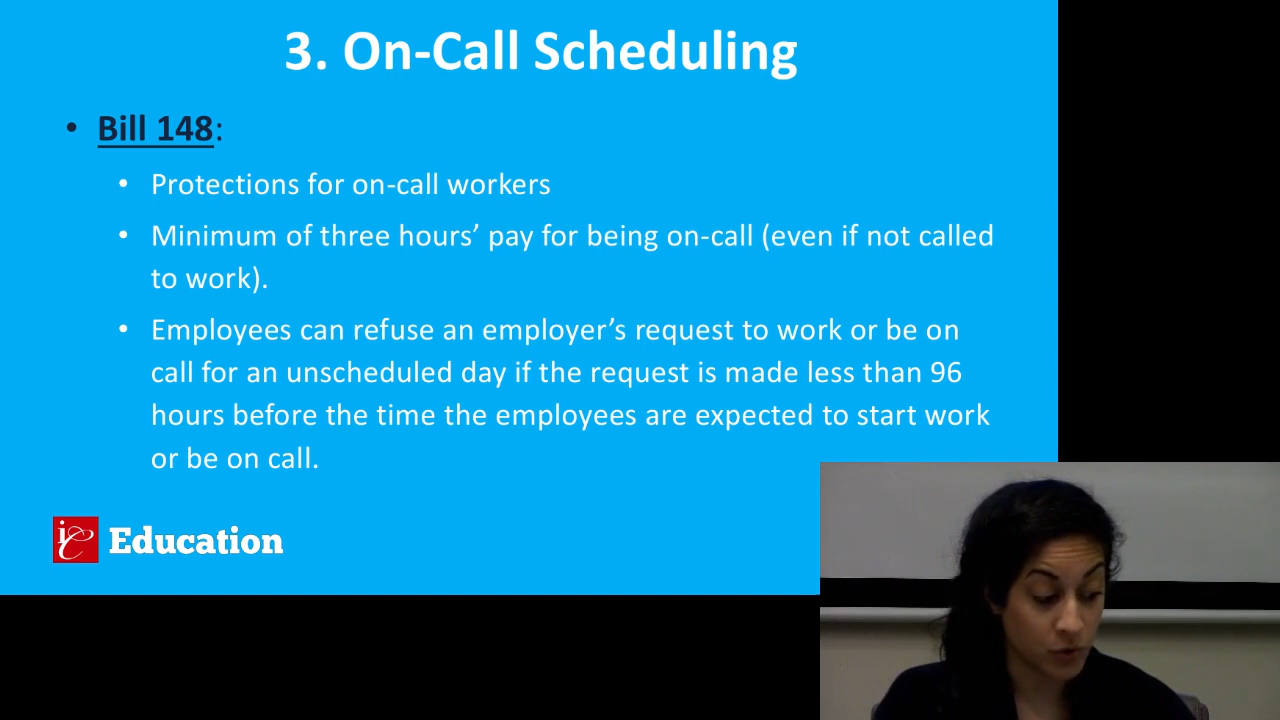 3. On-Call Scheduling
• Bill 148:
• Protections for on-call workers
• Minimum of three hours’ pay for being on-call (even if not called
to work).
• Employees can refuse an employer’s request to work or be on
call for an unscheduled day if the request is made less than 96
hours before the time the employees are expected to start work
or be on call.
ic Education